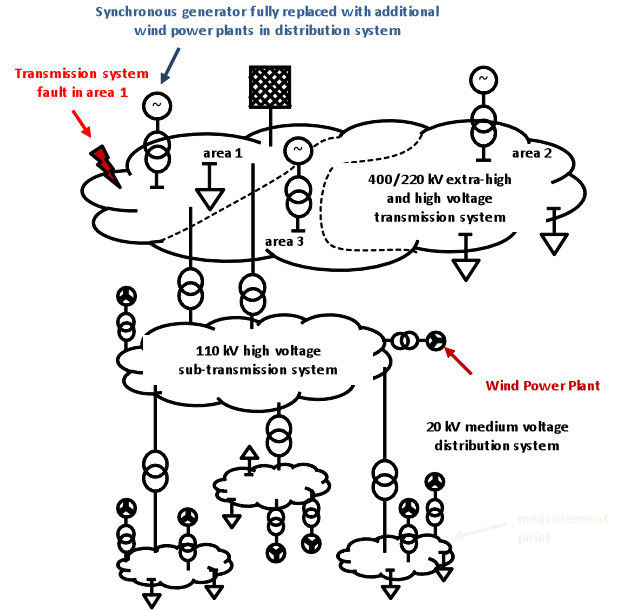 Synchronous generator fully replaced with additional
wind power plants in distribution system
Transmission system
fault in area 1
~
~
~
area 1
area 2
400/220 kV extra-high
and high voltage
transmission system
area 3
110 kV high voltage
sub-transmission system
Wind Power Plant
20 kV medium voltage
distribution system
measurement
point